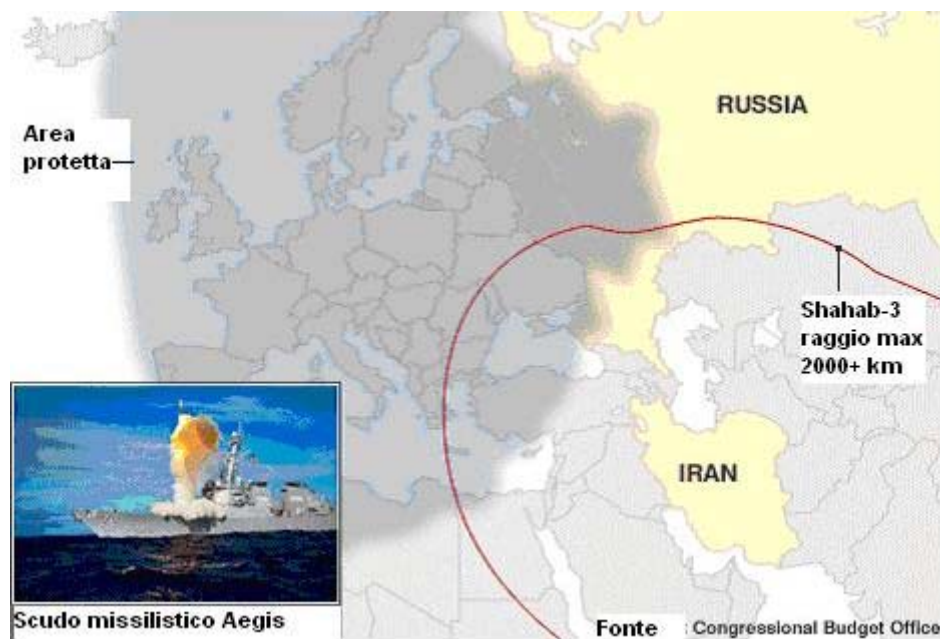 RUSSIA
Area
protetta
Shahab-3
raggio max
2000+ km
IRAN
Scudo missilistico Aegis
Fonte : Congressional Budget Office